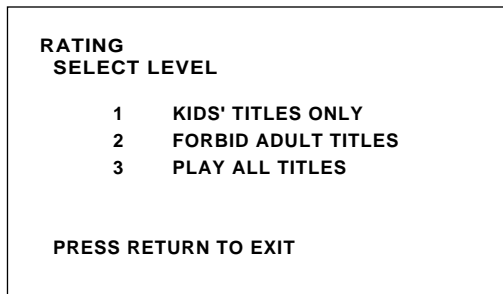 RATING
SELECT LEVEL
1 KIDS' TITLES ONLY
2 FORBID ADULT TITLES
3 PLAY ALL TITLES
PRESS RETURN TO EXIT